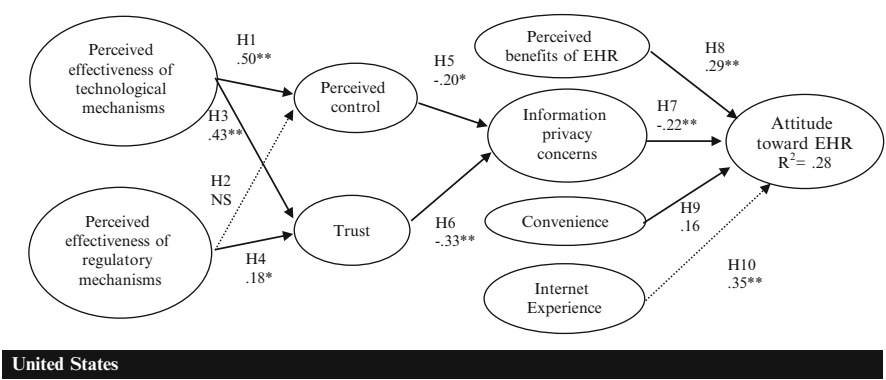 Perceived
effectiveness of
technological
mechanisms
H1
.50**
H3
.43**
H2
NS
Perceived
effectiveness of
regulatory
mechanisms
H4
.18*
Perceived
control
Trust
H5
-.20*
H6
-.33**
Perceived
benefits of EHR
Information
privacy
concerns
Convenience
Internet
Experience
H8
.29**
H7
-.22**
H9
.16
H10
.35**
Attitude
toward EHR
R²= .28
United States